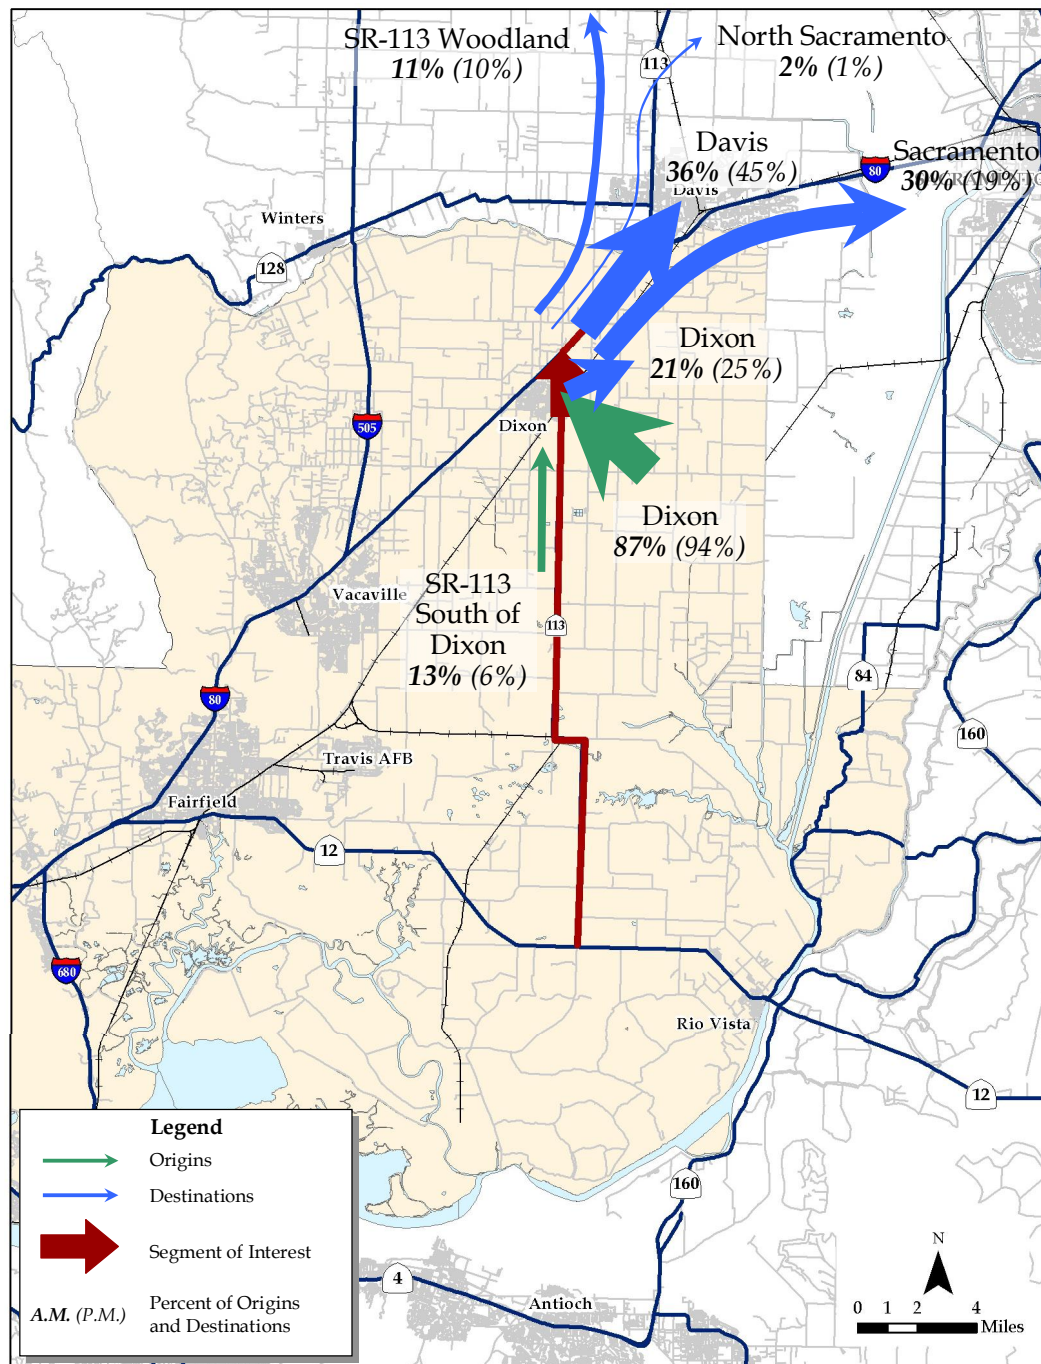 SR-113 Woodland
11% (10%)
North Sacramento
2% (1%)
113
Davis
36% (45%)
Davis
80
Sacramento
30% (19%)
Winters
128
Dixon
21% (25%)
505
Dixon
Dixon
87% (94%)
SR-113
South of
Dixon
13% (6%)
Vacaville
113
80
84
160
Travis AFB
Fairfield
12
680
Rio Vista
12
160
4
Antioch
Legend
Origins
Destinations
Segment of Interest
A.M. (P.M.)
Percent of Origins
and Destinations
N
0 1 2 4
Miles